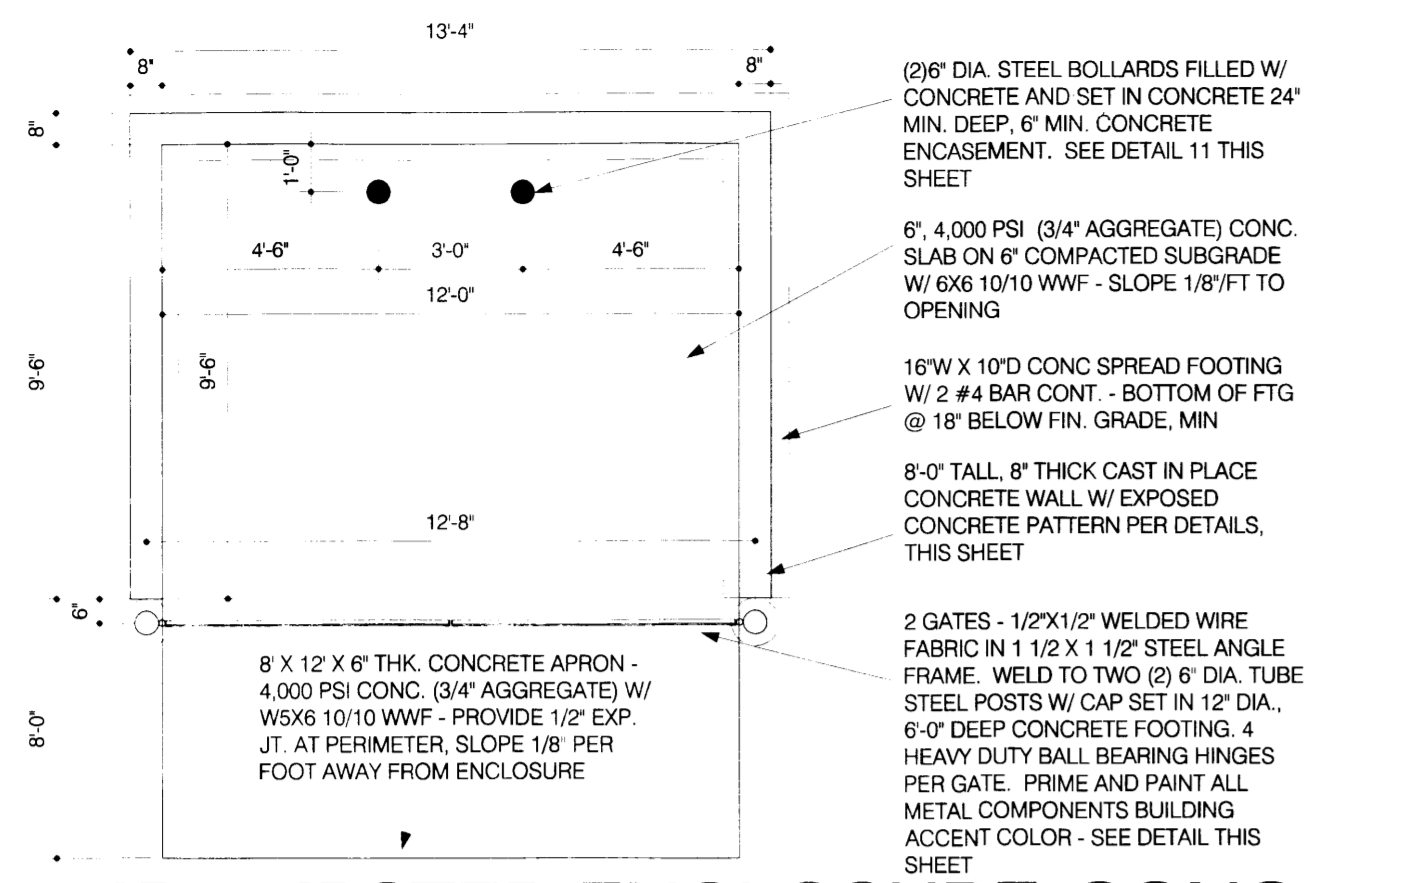 13'-4"
8"
8"
8"
1'-0"
4'-6"
3'-0"
4'-6"
12'-0"
9'-6"
9'-6"
12'-8"
6"
8'-0"
8' X 12' X 6" THK. CONCRETE APRON -
4,000 PSI CONC. (3/4" AGGREGATE) W/
W5X6 10/10 WWF - PROVIDE 1/2" EXP.
JT. AT PERIMETER, SLOPE 1/8" PER
FOOT AWAY FROM ENCLOSURE
(2)6" DIA. STEEL BOLLARDS FILLED W/
CONCRETE AND SET IN CONCRETE 24"
MIN. DEEP, 6" MIN. CONCRETE
ENCASEMENT. SEE DETAIL 11 THIS
SHEET
6", 4,000 PSI (3/4" AGGREGATE) CONC.
SLAB ON 6" COMPACTED SUBGRADE
W/ 6X6 10/10 WWF - SLOPE 1/8"/FT TO
OPENING
16"W X 10"D CONC SPREAD FOOTING
W/ 2 #4 BAR CONT. - BOTTOM OF FTG
@ 18" BELOW FIN. GRADE, MIN
8'-0" TALL, 8" THICK CAST IN PLACE
CONCRETE WALL W/ EXPOSED
CONCRETE PATTERN PER DETAILS,
THIS SHEET
2 GATES - 1/2"X1/2" WELDED WIRE
FABRIC IN 1 1/2 X 1 1/2" STEEL ANGLE
FRAME. WELD TO TWO (2) 6" DIA. TUBE
STEEL POSTS W/ CAP SET IN 12" DIA.,
6'-0" DEEP CONCRETE FOOTING. 4
HEAVY DUTY BALL BEARING HINGES
PER GATE. PRIME AND PAINT ALL
METAL COMPONENTS BUILDING
ACCENT COLOR - SEE DETAIL THIS
SHEET